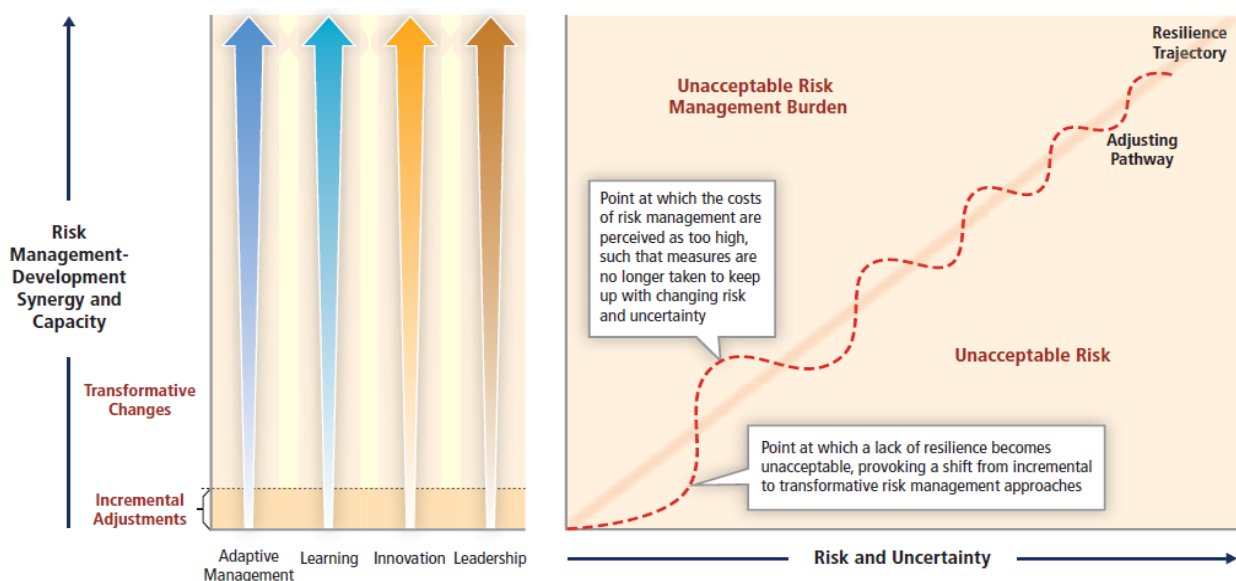 Risk
Management-
Development
Synergy and
Capacity
Transformative
Changes
Incremental
Adjustments
Adaptive
Management
Learning
Innovation
Leadership
Resilience
Trajectory
Unacceptable Risk
Management Burden
Adjusting
Pathway
Point at which the costs
of risk management are
perceived as too high,
such that measures are
no longer taken to keep
up with changing risk
and uncertainty
Unacceptable Risk
Point at which a lack of resilience becomes
unacceptable, provoking a shift from incremental
to transformative risk management approaches
Risk and Uncertainty